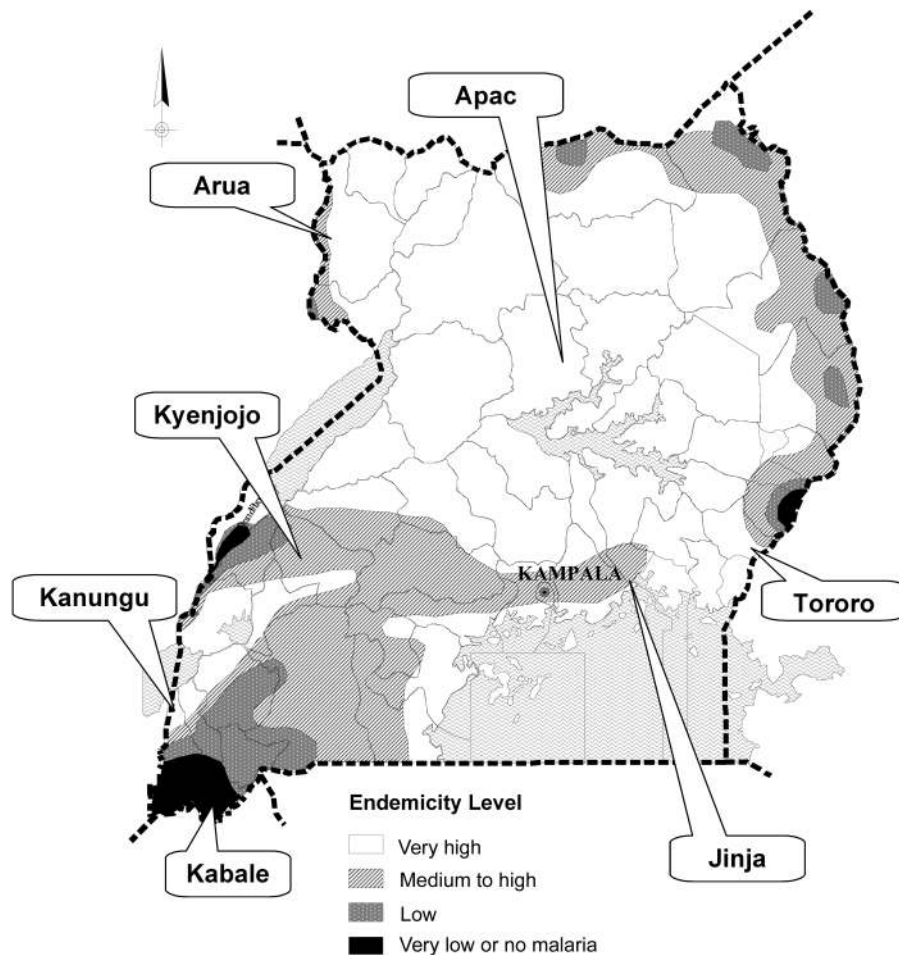 Apac
Arua
Kyenjojo
KAMPALA
Kanungu
Tororo
Endemicity Level
Very high
Medium to high
Low
Very low or no malaria
Kabale
Jinja